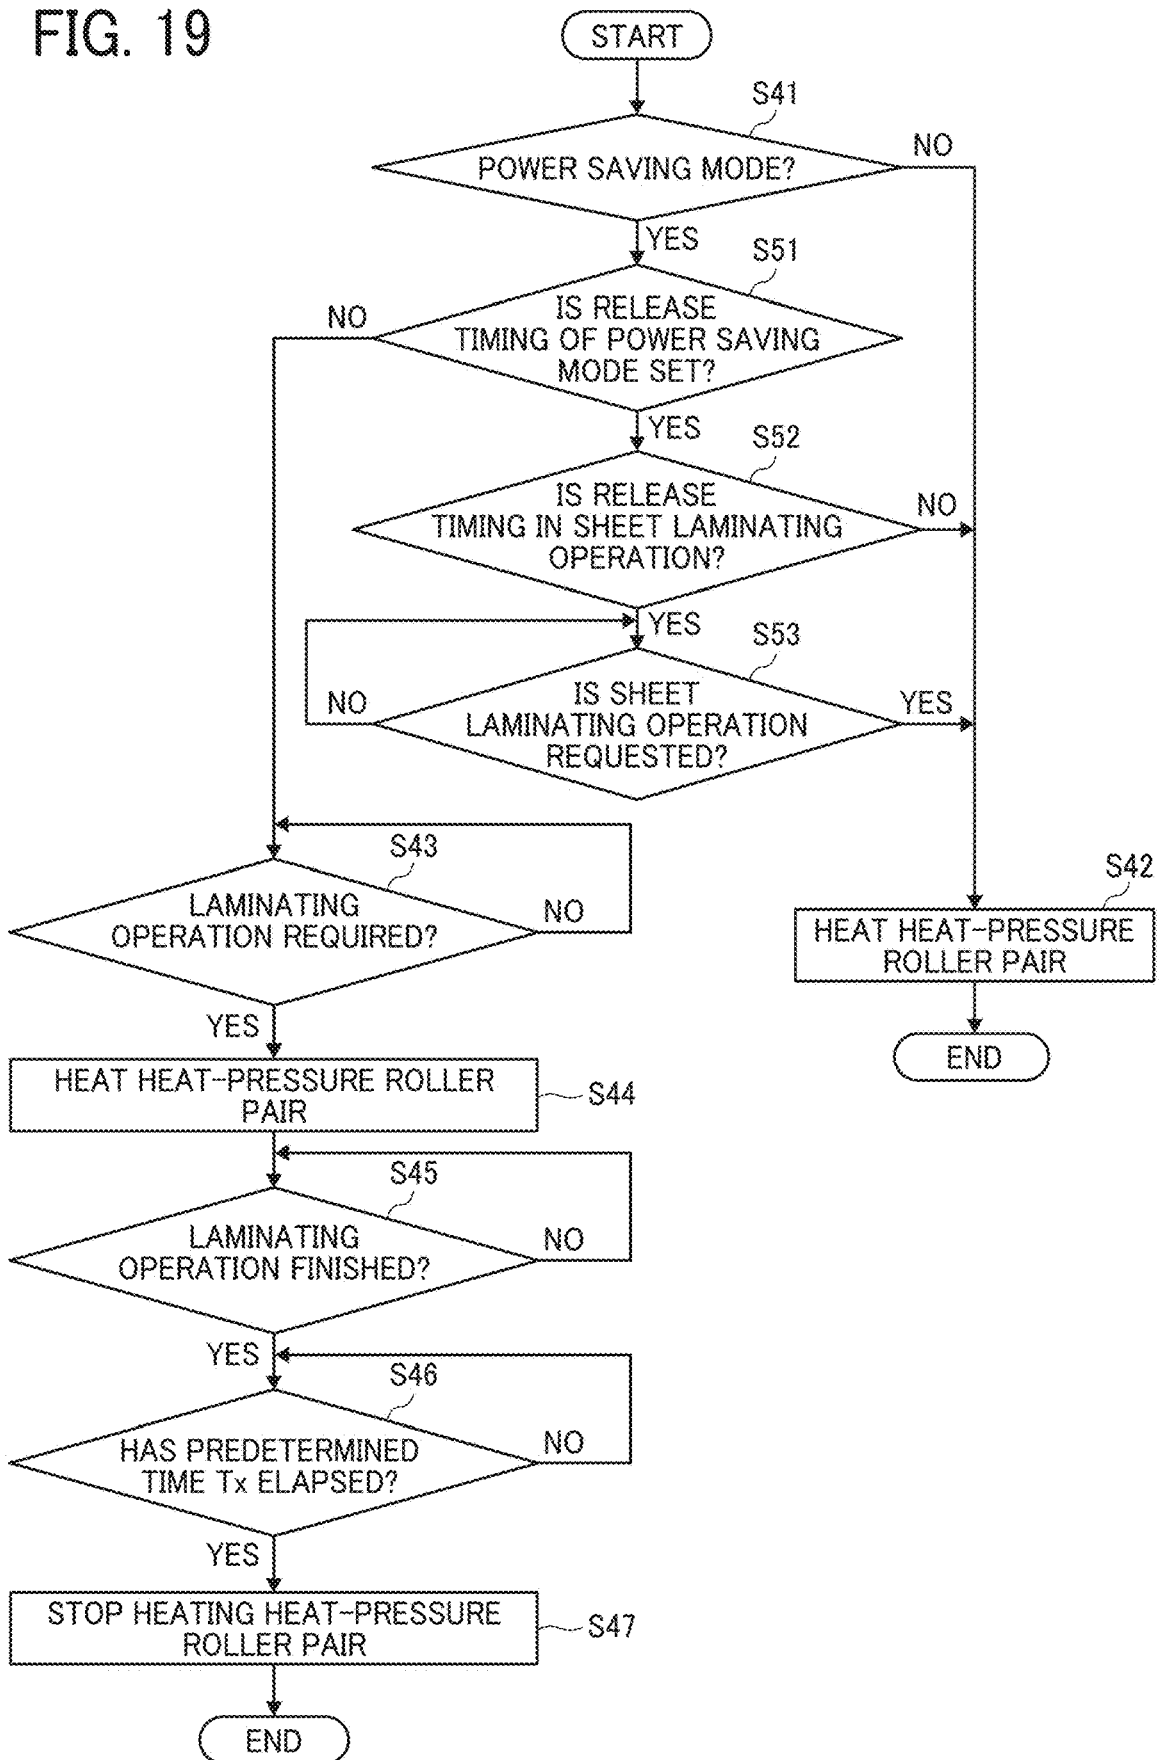 FIG. 19
START
S41
POWER SAVING MODE?
NO
YES
S51
IS RELEASE
TIMING OF POWER SAVING
MODE SET?
NO
YES
S52
IS RELEASE
TIMING IN SHEET LAMINATING
OPERATION?
NO
YES
S53
IS SHEET
LAMINATING OPERATION
REQUESTED?
NO
YES
S43
LAMINATING
OPERATION REQUIRED?
NO
YES
S42
HEAT HEAT-PRESSURE
ROLLER PAIR
END
HEAT HEAT-PRESSURE ROLLER
PAIR
S44
S45
LAMINATING
OPERATION FINISHED?
NO
YES
S46
HAS PREDETERMINED
TIME Tx ELAPSED?
NO
YES
STOP HEATING HEAT-PRESSURE
ROLLER PAIR
S47
END